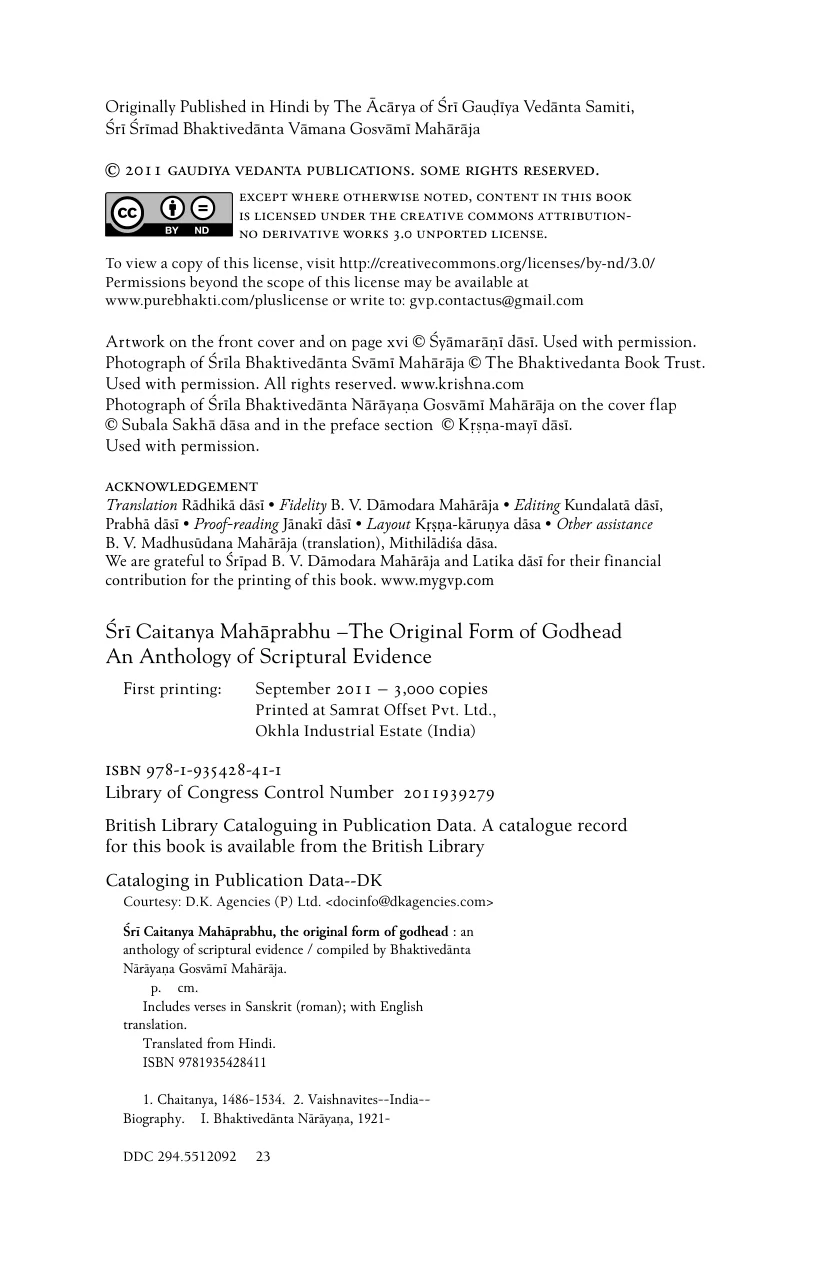 Originally Published in Hindi by The Ācārya of Śrī Gauḍīya Vedānta Samiti,
Śrī Śrīmad Bhaktivedānta Vāmana Gosvāmī Mahārāja
© 2011 GAUDIYA VEDANTA PUBLICATIONS. SOME RIGHTS RESERVED.
cc BY ND
EXCEPT WHERE OTHERWISE NOTED, CONTENT IN THIS BOOK
IS LICENSED UNDER THE CREATIVE COMMONS ATTRIBUTION-
NO DERIVATIVE WORKS 3.0 UNPORTED LICENSE.
To view a copy of this license, visit http://creativecommons.org/licenses/by-nd/3.0/
Permissions beyond the scope of this license may be available at
www.purebhakti.com/pluslicense or write to: gvp.contactus@gmail.com
Artwork on the front cover and on page xvi © Śyāmarāṇī dāsī. Used with permission.
Photograph of Śrīla Bhaktivedānta Svāmī Mahārāja © The Bhaktivedanta Book Trust.
Used with permission. All rights reserved. www.krishna.com
Photograph of Śrīla Bhaktivedānta Nārāyaṇa Gosvāmī Mahārāja on the cover flap
© Subala Sakhā dāsa and in the preface section © Kṛṣṇa-mayī dāsī.
Used with permission.
ACKNOWLEDGEMENT
Translation Rādhikā dāsī • Fidelity B. V. Dāmodara Mahārāja • Editing Kundalatā dāsī,
Prabhā dāsī • Proof-reading Jānakī dāsī • Layout Kṛṣṇa-kāruṇya dāsa • Other assistance
B. V. Madhusūdana Mahārāja (translation), Mithilādiśa dāsa.
We are grateful to Śrīpad B. V. Dāmodara Mahārāja and Latika dāsī for their financial
contribution for the printing of this book. www.mygvp.com
Śrī Caitanya Mahāprabhu –The Original Form of Godhead
An Anthology of Scriptural Evidence
First printing: September 2011 – 3,000 copies
Printed at Samrat Offset Pvt. Ltd.,
Okhla Industrial Estate (India)
ISBN 978-1-935428-41-1
Library of Congress Control Number 2011939279
British Library Cataloguing in Publication Data. A catalogue record
for this book is available from the British Library
Cataloging in Publication Data--DK
Courtesy: D.K. Agencies (P) Ltd. <docinfo@dkagencies.com>
Śrī Caitanya Mahāprabhu, the original form of godhead : an
anthology of scriptural evidence / compiled by Bhaktivedānta
Nārāyaṇa Gosvāmī Mahārāja.
p. cm.
Includes verses in Sanskrit (roman); with English
translation.
Translated from Hindi.
ISBN 9781935428411
1. Chaitanya, 1486-1534. 2. Vaishnavites--India--
Biography. I. Bhaktivedānta Nārāyaṇa, 1921-
DDC 294.5512092 23